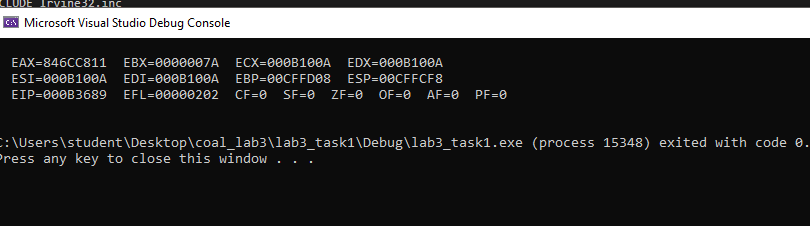 CLUDE Irvine32.inc
Microsoft Visual Studio Debug Console
EAX=846CC811 EBX=0000007A ECX=000B100A EDX=000B100A
ESI=000B100A EDI=000B100A EBP=00CFFD08 ESP=00CFFCF8
EIP=000B3689 EFL=00000202 CF=0 SF=0 ZF=0 OF=0 AF=0 PF=0
C:\Users\student\Desktop\coal_lab3\lab3_task1\Debug\lab3_task1.exe (process 15348) exited with code 0.
Press any key to close this window . . .